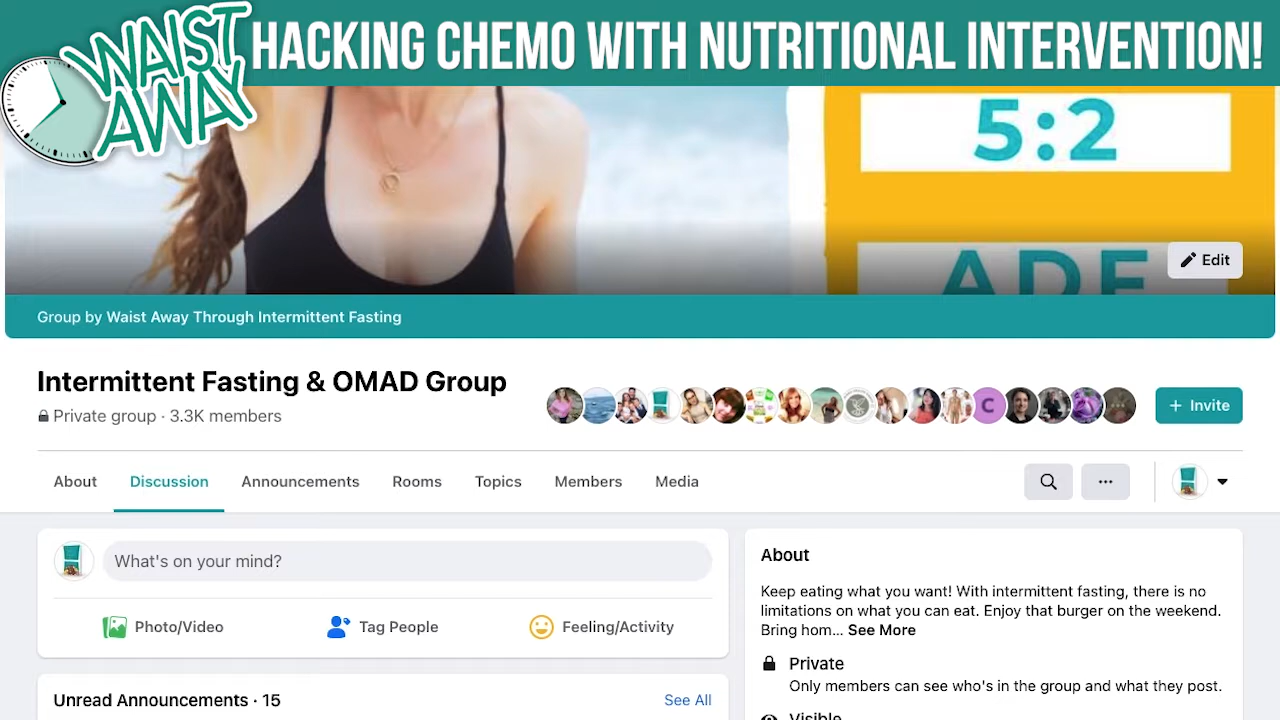 WAIST
AWAY
HACKING CHEMO WITH NUTRITIONAL INTERVENTION!
5:2
ADF
Edit
Group by Waist Away Through Intermittent Fasting
Intermittent Fasting & OMAD Group
Private group · 3.3K members
C
+ Invite
About
Discussion
Announcements
Rooms
Topics
Members
Media
What's on your mind?
Photo/Video
Tag People
Feeling/Activity
Unread Announcements · 15
See All
About
Keep eating what you want! With intermittent fasting, there is no
limitations on what you can eat. Enjoy that burger on the weekend.
Bring hom... See More
Private
Only members can see who's in the group and what they post.
Visible